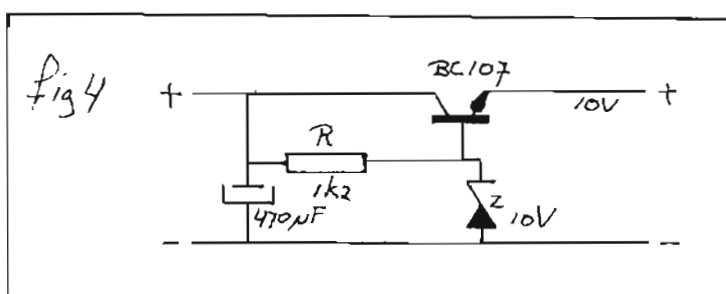 fig 4
BC107
+ 10V +
R
1k2
470µF
Z 10V
- -